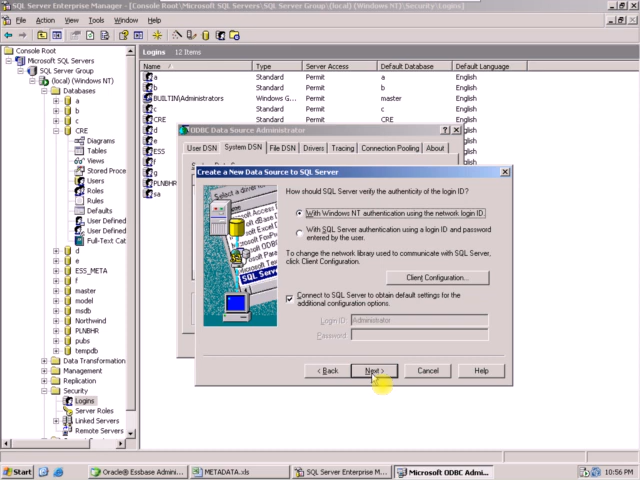 SQL Server Enterprise Manager - [Console Root\Microsoft SQL Servers\SQL Server Group\(local) (Windows NT)\Security\Logins]
File Action View Tools Window Help
Console Root
Microsoft SQL Servers
SQL Server Group
(local) (Windows NT)
Databases
a
b
c
CRE
Diagrams
Tables
Views
Stored Proce
Users
Roles
Rules
Defaults
User Defined
User Defined
Full-Text Cat
d
e
ESS_META
f
master
model
msdb
Northwind
PLNBHR
pubs
tempdb
Data Transformation
Management
Replication
Security
Logins
Server Roles
Linked Servers
Remote Servers
Logins 12 Items
Name Type Server Access Default Database Default Language
a Standard Permit a English
b Standard Permit b English
BUILTIN\Administrators Windows G... Permit master English
c Standard Permit c English
CRE Standard Permit CRE English
d
e
ESS
f
g
PLNBHR
sa
ODBC Data Source Administrator
User DSN System DSN File DSN Drivers Tracing Connection Pooling About
Create a New Data Source to SQL Server
How should SQL Server verify the authenticity of the login ID?
With Windows NT authentication using the network login ID.
With SQL Server authentication using a login ID and password
entered by the user.
To change the network library used to communicate with SQL Server,
click Client Configuration.
Client Configuration...
Connect to SQL Server to obtain default settings for the
additional configuration options.
Login ID: Administrator
Password:
< Back Next > Cancel Help
Start
Oracle® Essbase Admini...
METADATA.xls
SQL Server Enterprise M...
Microsoft ODBC Admi...
10:56 PM